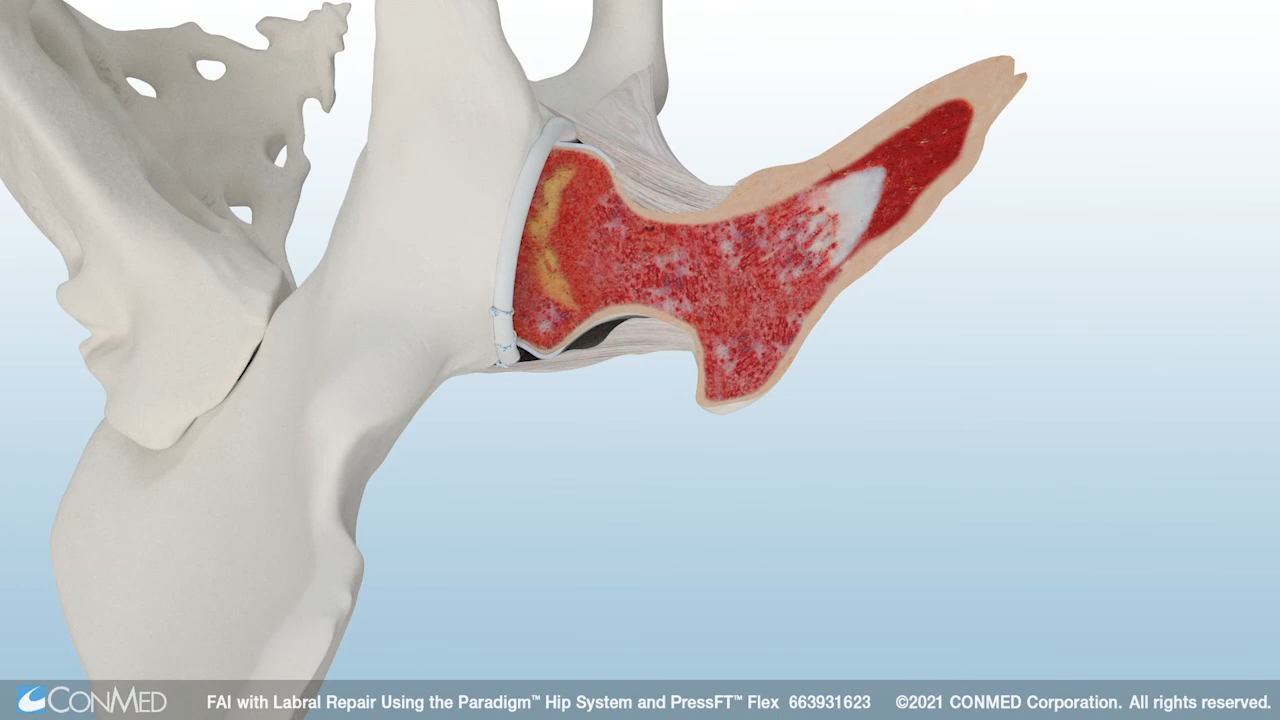 CONMED FAI with Labral Repair Using the Paradigm™ Hip System and PressFT™ Flex 663931623 ©2021 CONMED Corporation. All rights reserved.